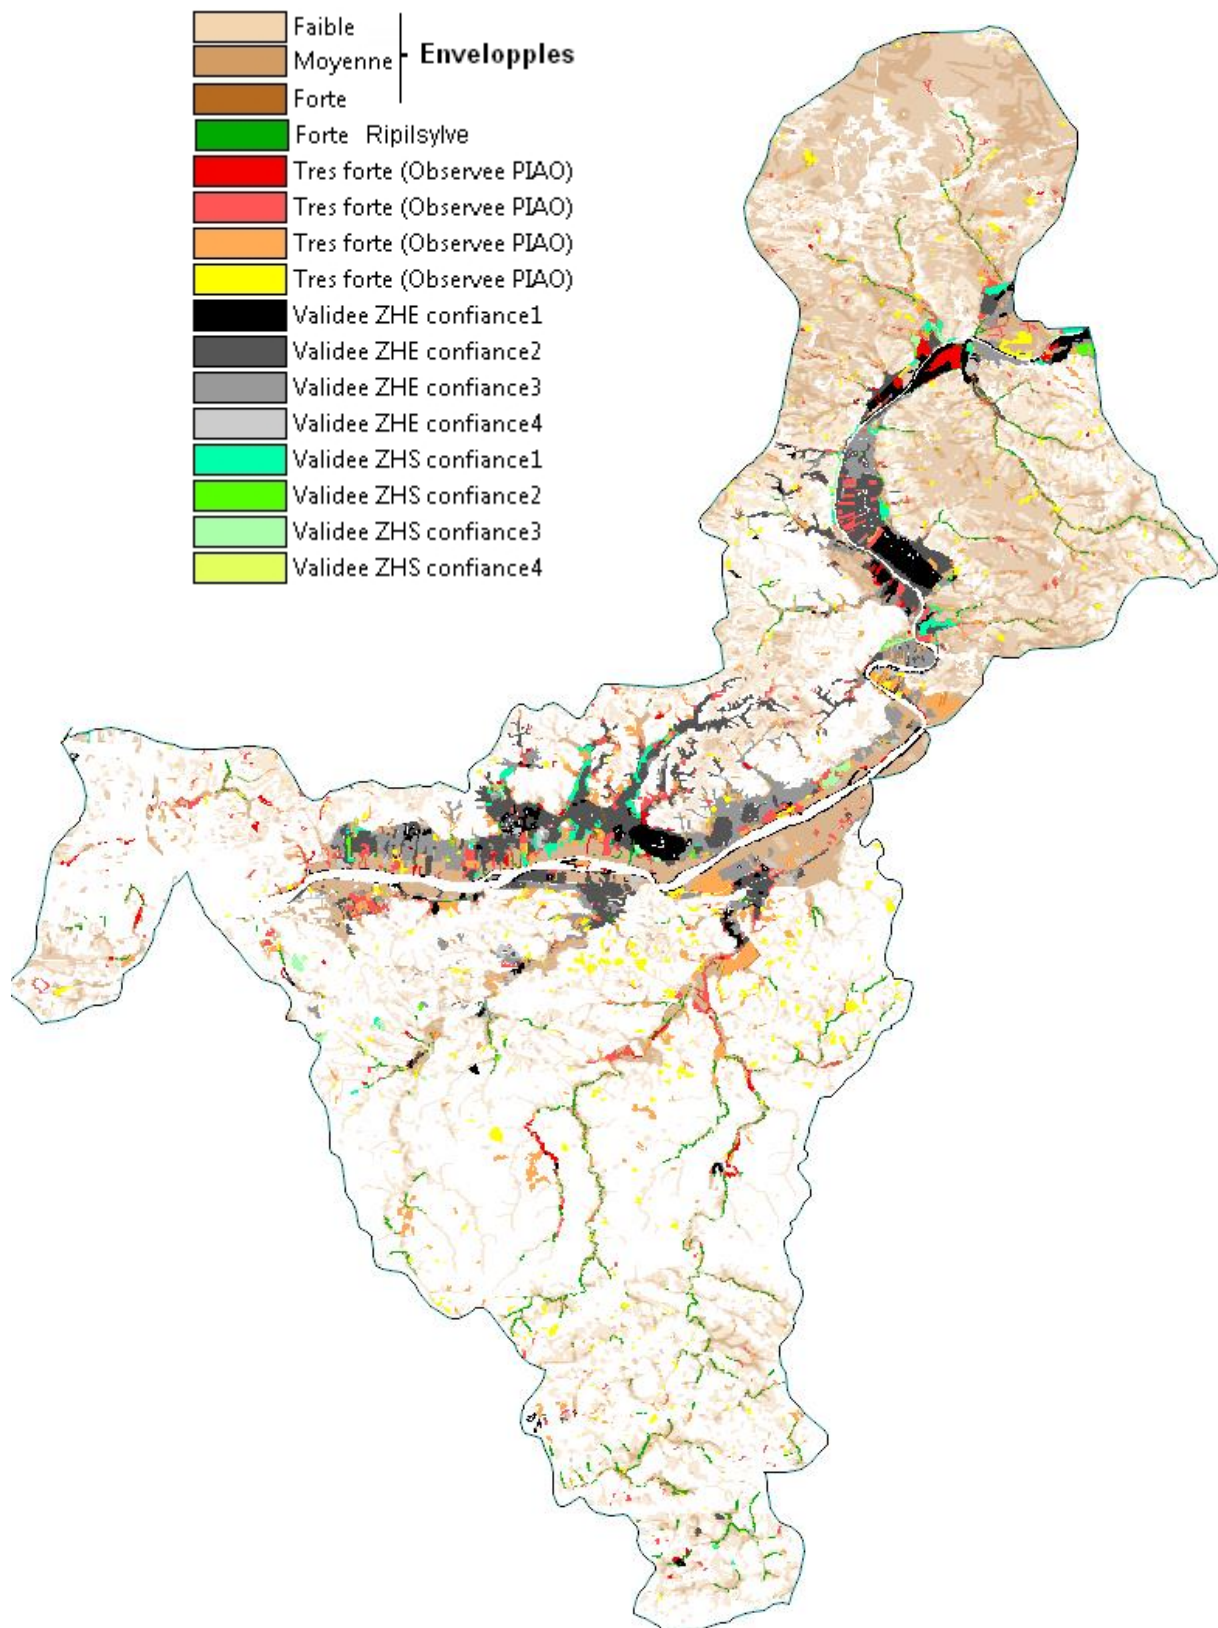 Faible
Moyenne
Envelopples
Forte
Forte Ripilsylve
Tres forte (Observee PIAO)
Tres forte (Observee PIAO)
Tres forte (Observee PIAO)
Tres forte (Observee PIAO)
Validee ZHE confiance1
Validee ZHE confiance2
Validee ZHE confiance3
Validee ZHE confiance4
Validee ZHS confiance1
Validee ZHS confiance2
Validee ZHS confiance3
Validee ZHS confiance4